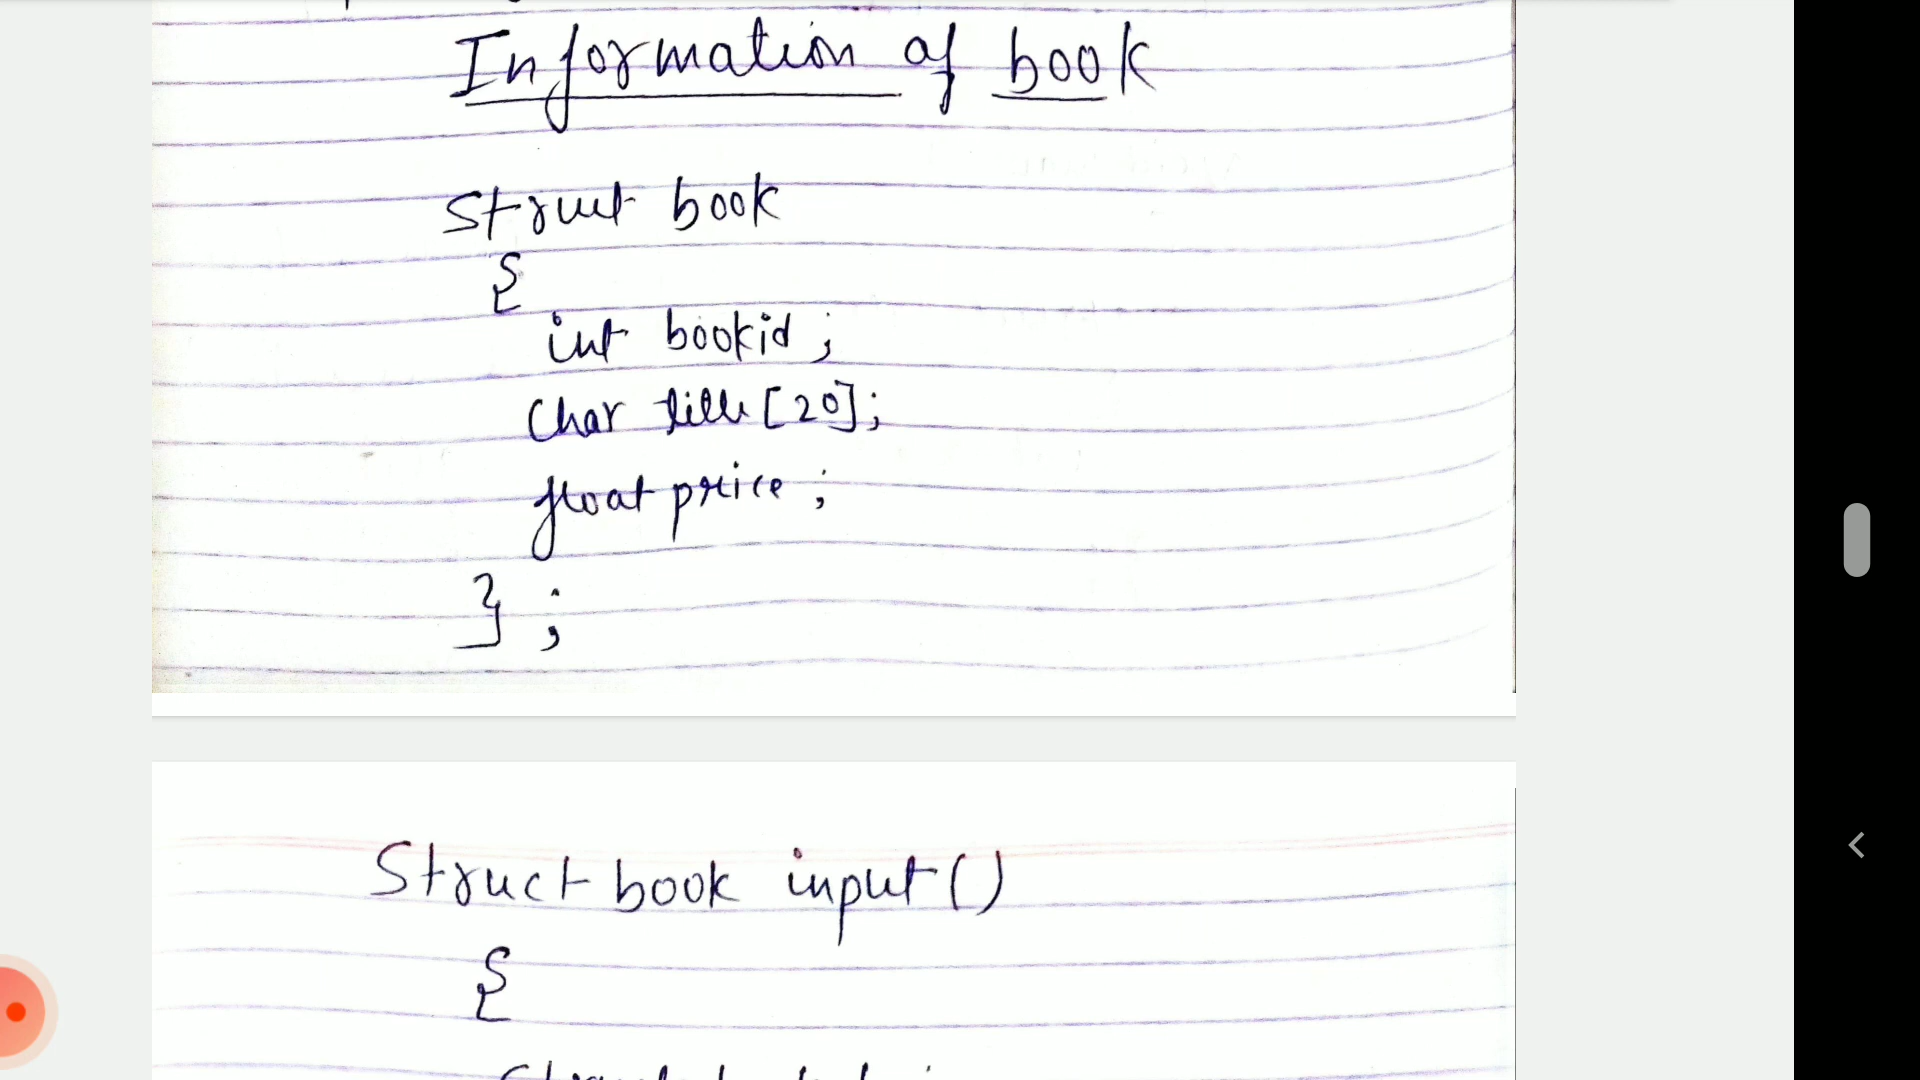 Information of book
struct book
{
int bookid ;
Char title [20];
float price ;
} ;
Struct book input()
{